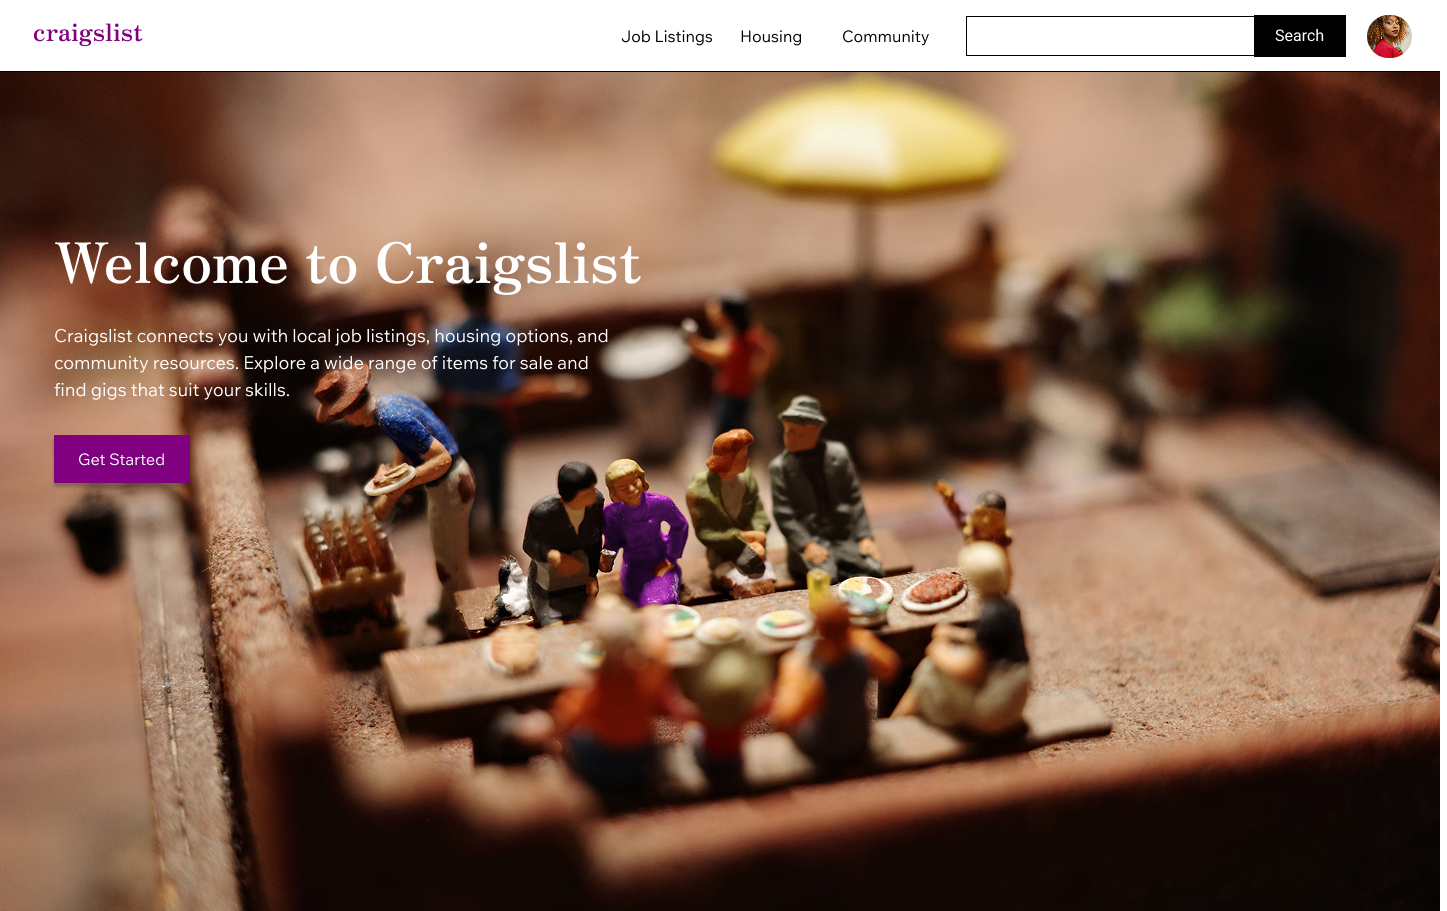 craigslist
Job Listings
Housing
Community
Search
Welcome to Craigslist
Craigslist connects you with local job listings, housing options, and
community resources. Explore a wide range of items for sale and
find gigs that suit your skills.
Get Started